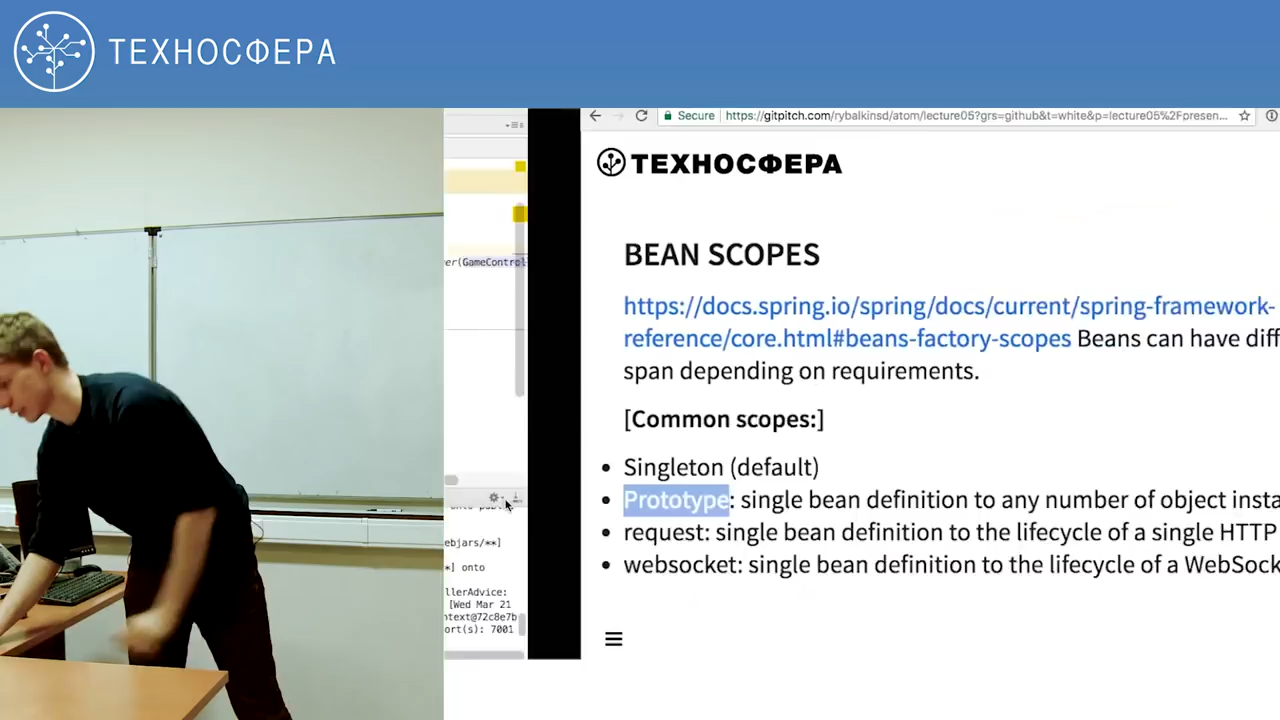 ТЕХНОСФЕРА
Secure https://gitpitch.com/rybalkinsd/atom/lecture05?grs=github&t=white&p=lecture05%2Fpresen...
ТЕХНОСФЕРА
er(GameControl
BEAN SCOPES
https://docs.spring.io/spring/docs/current/spring-framework-
reference/core.html#beans-factory-scopes Beans can have diff
span depending on requirements.
[Common scopes:]
• Singleton (default)
• Prototype: single bean definition to any number of object insta
• request: single bean definition to the lifecycle of a single HTTP
• websocket: single bean definition to the lifecycle of a WebSock
ebjars/**]
*] onto
llerAdvice:
[Wed Mar 21
ntext@72c8e7b
ort(s): 7001